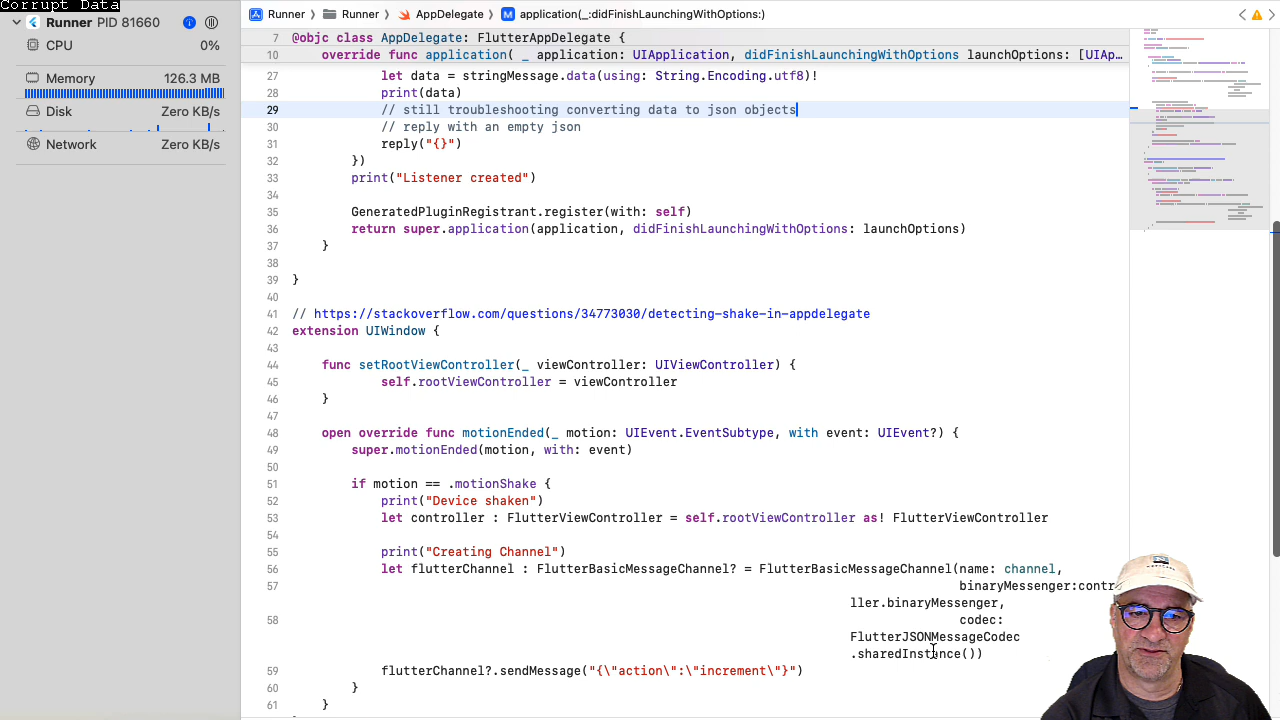 Corrupt Data
Runner PID 81660
CPU 0%
Memory 126.3 MB
Disk Zero KB/s
Network Zero KB/s
Runner Runner AppDelegate M application(_:didFinishLaunchingWithOptions:)
7 @objc class AppDelegate: FlutterAppDelegate
override func application( _ application: UIApplication, didFinishLaunchingWithOptions launchOptions: [UIAp…
27 let data = stringMessage.data(using: String.Encoding.utf8)!
28 print(data)
29 // still troubleshooting converting data to json objects
30 // reply with an empty json
31 reply("{}")
32 })
33 print("Listener added")
34
35 GeneratedPluginRegistrant.register(with: self)
36 return super.application(application, didFinishLaunchingWithOptions: launchOptions)
37 }
38
39 }
40
41 // https://stackoverflow.com/questions/34773030/detecting-shake-in-appdelegate
42 extension UIWindow {
43
44 func setRootViewController(_ viewController: UIViewController) {
45 self.rootViewController = viewController
46 }
47
48 open override func motionEnded(_ motion: UIEvent.EventSubtype, with event: UIEvent?) {
49 super.motionEnded(motion, with: event)
50
51 if motion == .motionShake {
52 print("Device shaken")
53 let controller : FlutterViewController = self.rootViewController as! FlutterViewController
54
55 print("Creating Channel")
56 let flutterChannel : FlutterBasicMessageChannel? = FlutterBasicMessageChannel(name: channel,
57 binaryMessenger:contr
ller.binaryMessenger,
58 codec:
FlutterJSONMessageCodec
.sharedInstance())
59 flutterChannel?.sendMessage("{\"action\":\"increment\"}")
60 }
61 }